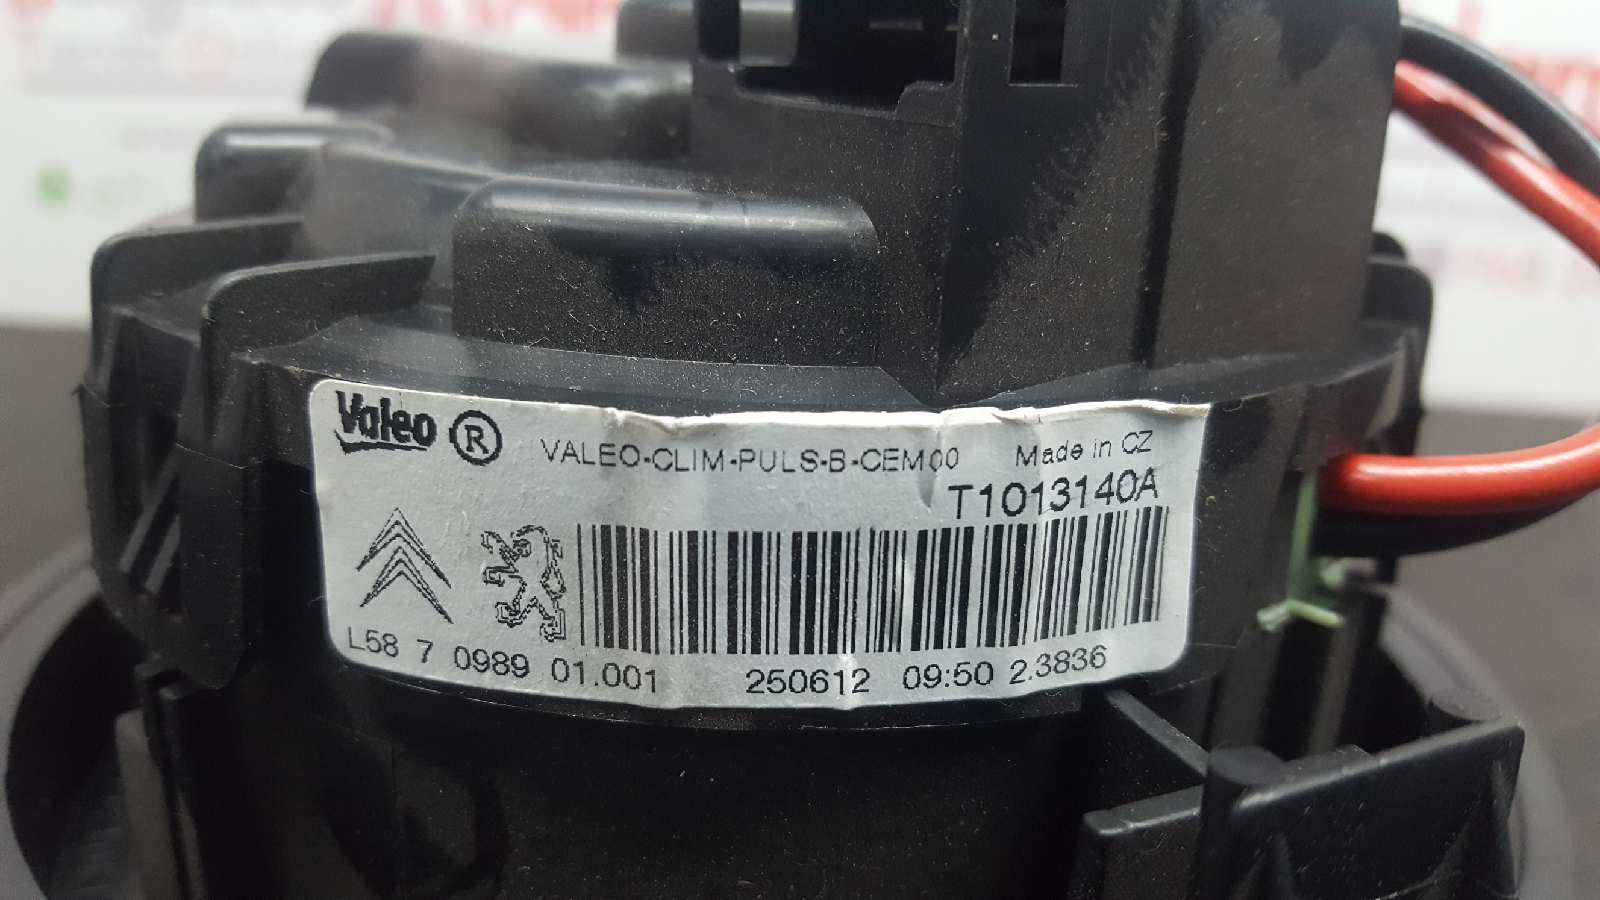 Valeo ®
VALEO-CLIM-PULS-B-CEM00 Made in CZ
T1013140A
L58 7 0989 01.001 250612 09:50 2.3836